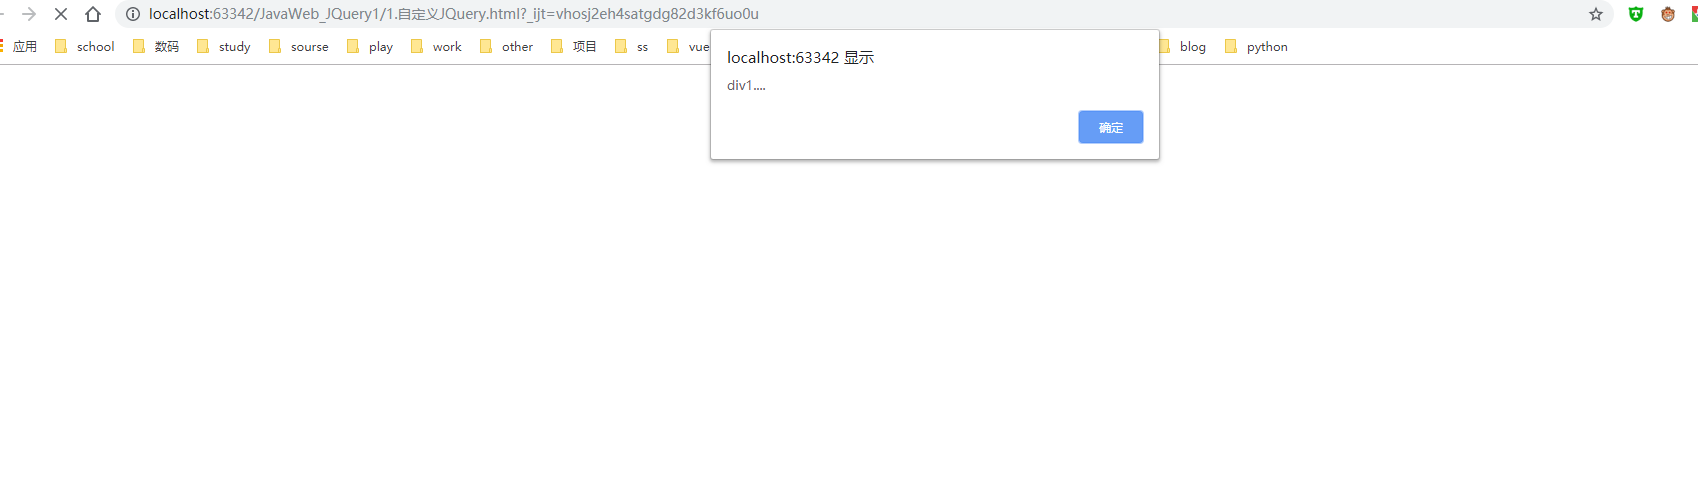 localhost:63342/JavaWeb_JQuery1/1.自定义JQuery.html?_ijt=vhosj2eh4satgdg82d3kf6uo0u
应用 school 数码 study sourse play work other 项目 ss vue blog python
localhost:63342 显示
div1....
确定